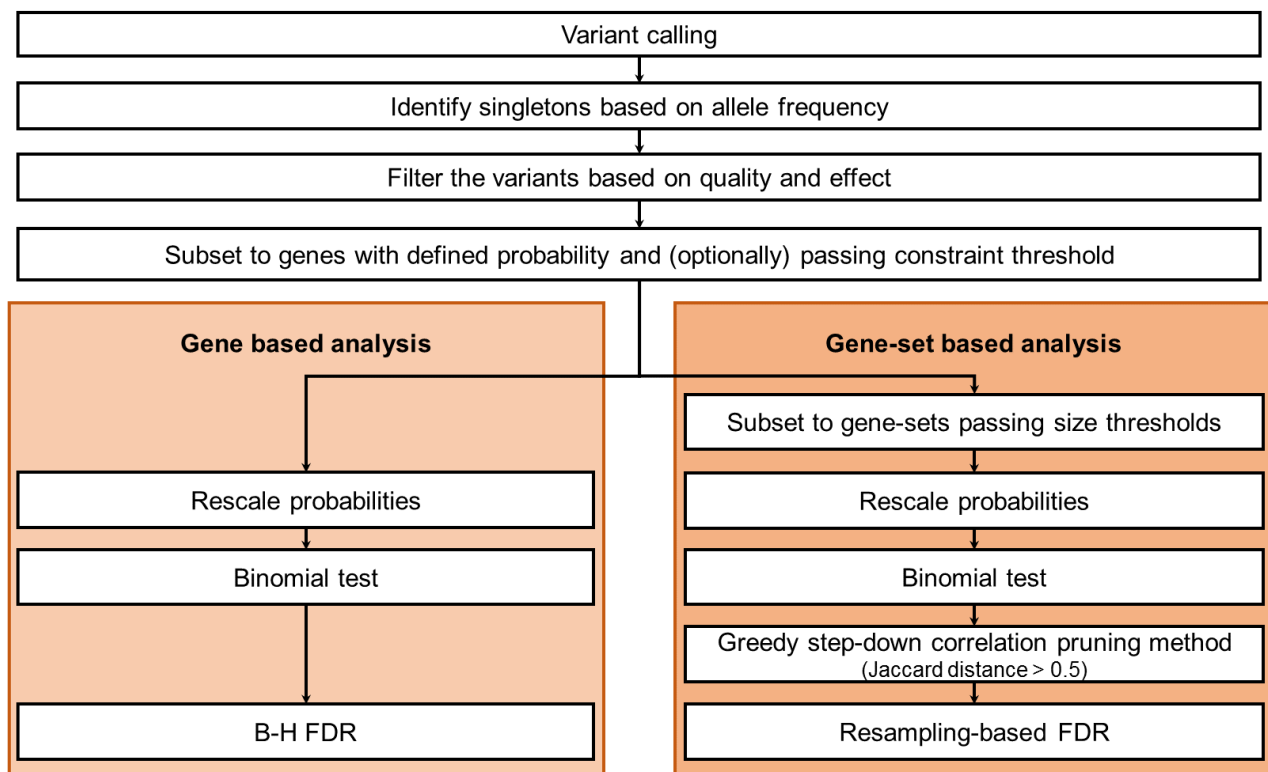 Variant calling
Identify singletons based on allele frequency
Filter the variants based on quality and effect
Subset to genes with defined probability and (optionally) passing constraint threshold
Gene based analysis
Rescale probabilities
Binomial test
B-H FDR
Gene-set based analysis
Subset to gene-sets passing size thresholds
Rescale probabilities
Binomial test
Greedy step-down correlation pruning method
(Jaccard distance > 0.5)
Resampling-based FDR